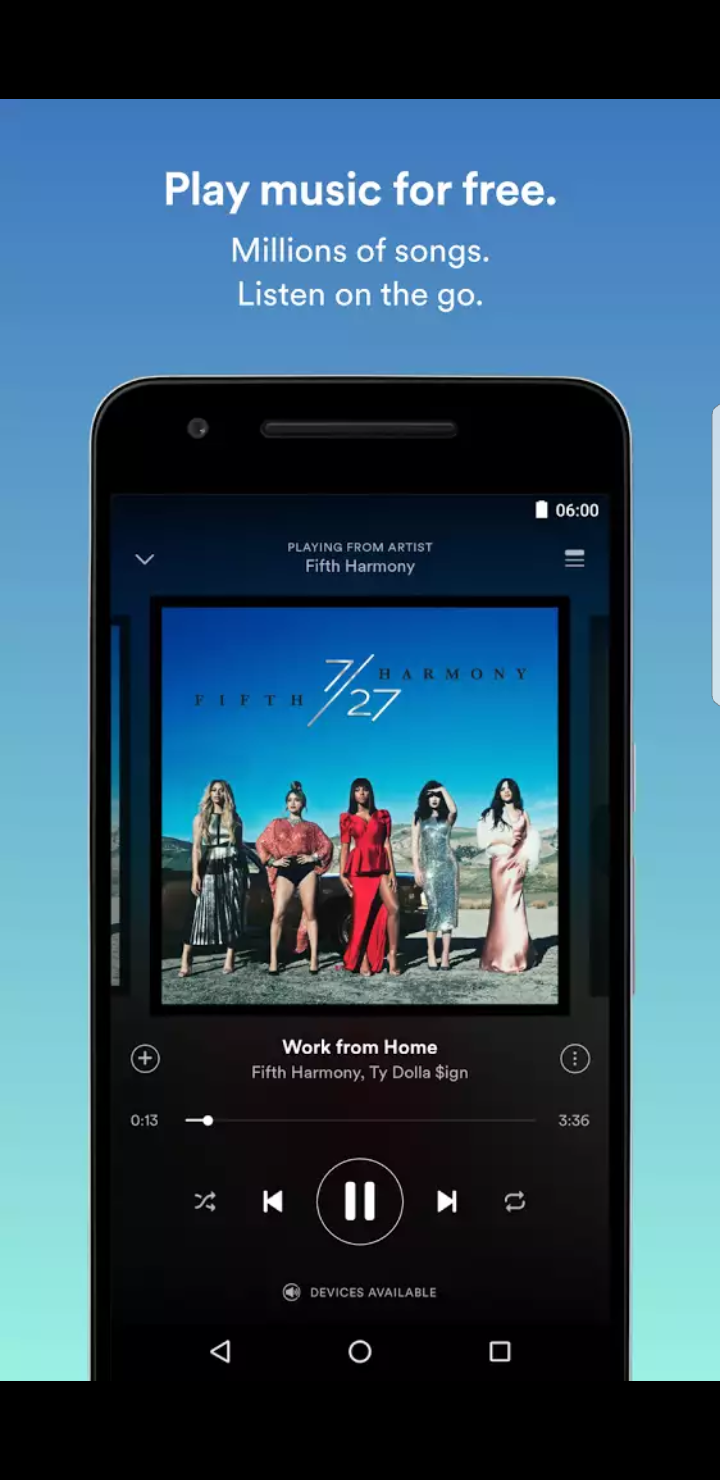 Play music for free.
Millions of songs.
Listen on the go.
06:00
PLAYING FROM ARTIST
Fifth Harmony
7/27
FIFTH HARMONY
Work from Home
Fifth Harmony, Ty Dolla $ign
0:13 3:36
DEVICES AVAILABLE